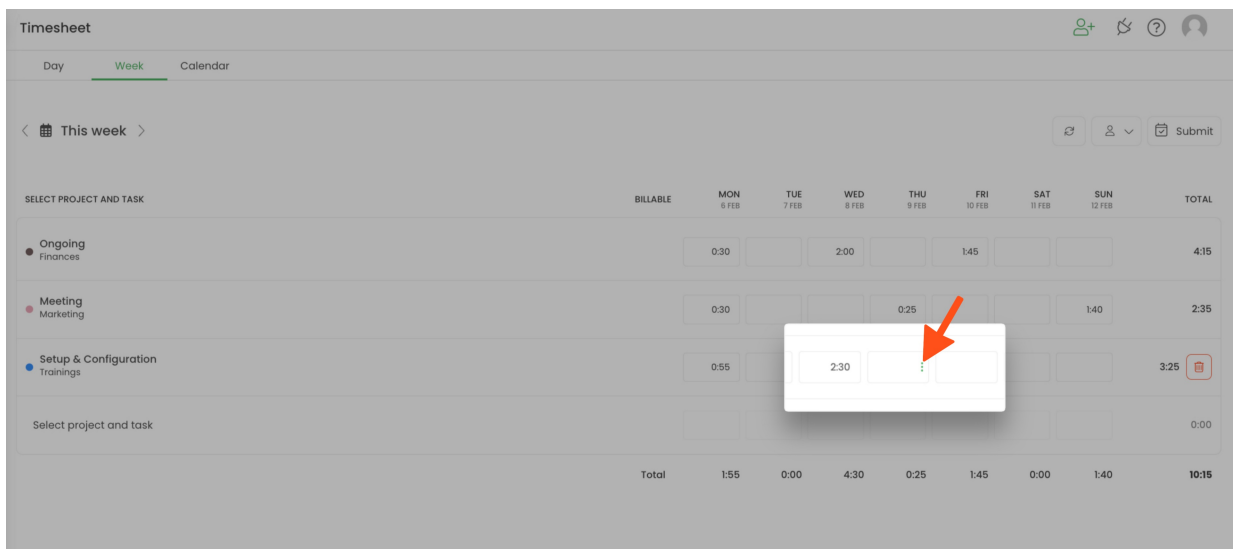 Timesheet
Day Week Calendar
This week
Submit
SELECT PROJECT AND TASK BILLABLE MON TUE WED THU FRI SAT SUN TOTAL
6 FEB 7 FEB 8 FEB 9 FEB 10 FEB 11 FEB 12 FEB
Ongoing
Finances
0:30 2:00 1:45 4:15
Meeting
Marketing
0:30 0:25 1:40 2:35
Setup & Configuration
Trainings
0:55 2:30 3:25
Select project and task 0:00
Total 1:55 0:00 4:30 0:25 1:45 0:00 1:40 10:15